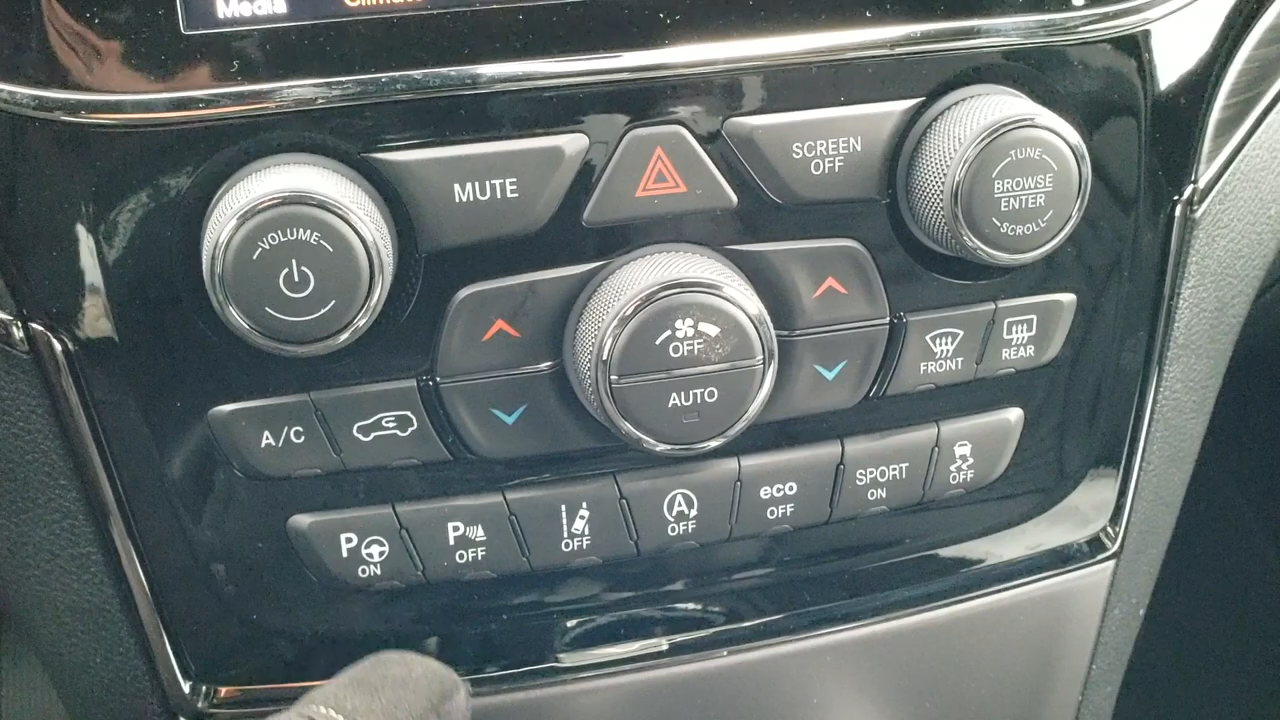 Media
Climate
MUTE
SCREEN
OFF
TUNE
BROWSE
ENTER
SCROLL
VOLUME
OFF
AUTO
FRONT
REAR
A/C
P
ON
P
OFF
OFF
A
OFF
eco
OFF
SPORT
ON
OFF